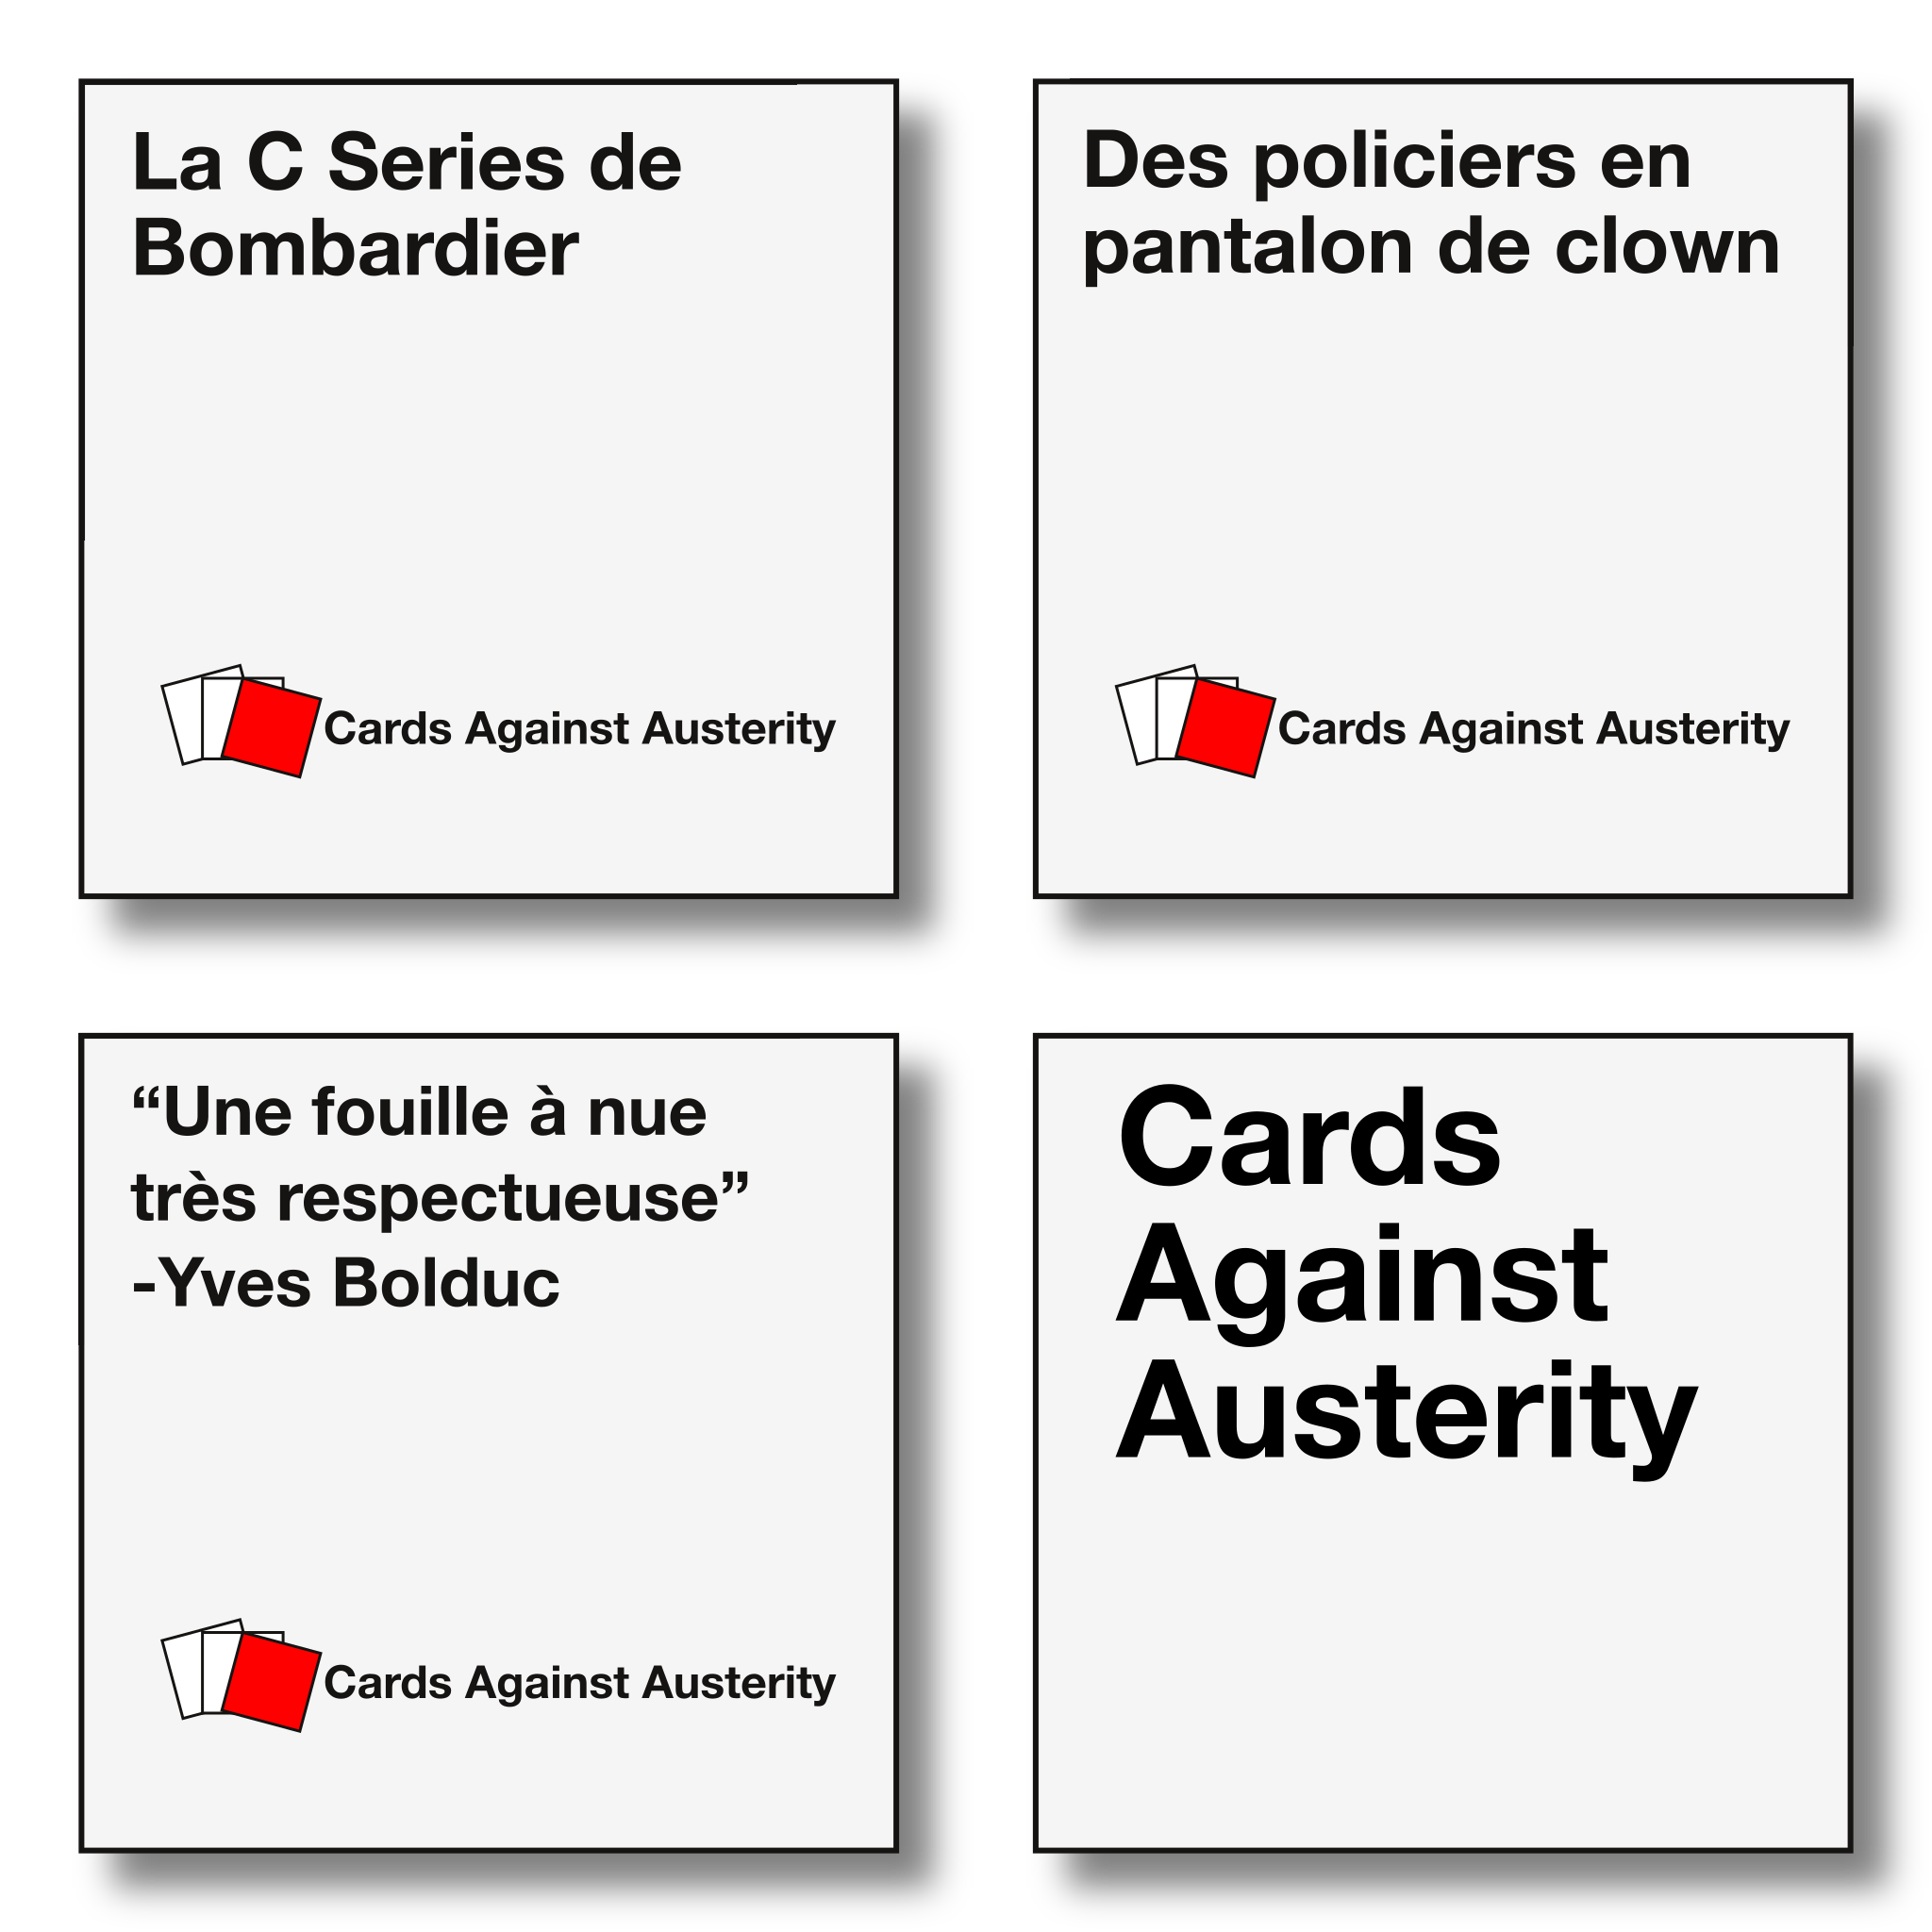 La C Series de
Bombardier
Cards Against Austerity
Des policiers en
pantalon de clown
Cards Against Austerity
“Une fouille à nue
très respectueuse”
-Yves Bolduc
Cards Against Austerity
Cards
Against
Austerity